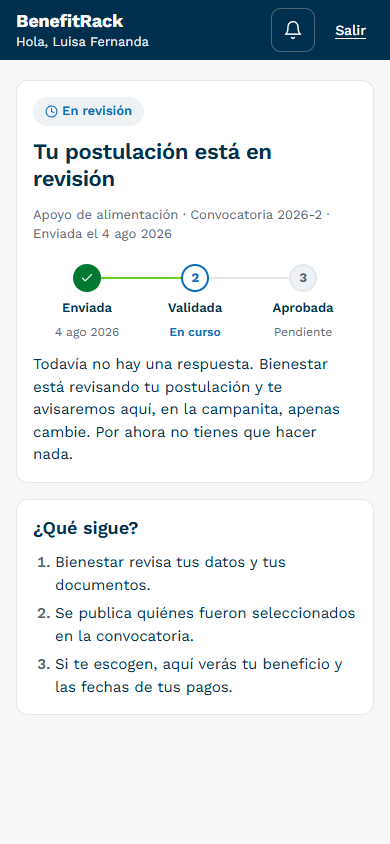 BenefitRack
Hola, Luisa Fernanda
Salir
En revisión
Tu postulación está en
revisión
Apoyo de alimentación · Convocatoria 2026-2 ·
Enviada el 4 ago 2026
2
3
Enviada
Validada
Aprobada
4 ago 2026
En curso
Pendiente
Todavía no hay una respuesta. Bienestar
está revisando tu postulación y te
avisaremos aquí, en la campanita, apenas
cambie. Por ahora no tienes que hacer
nada.
¿Qué sigue?
1. Bienestar revisa tus datos y tus
documentos.
2. Se publica quiénes fueron seleccionados
en la convocatoria.
3. Si te escogen, aquí verás tu beneficio y
las fechas de tus pagos.